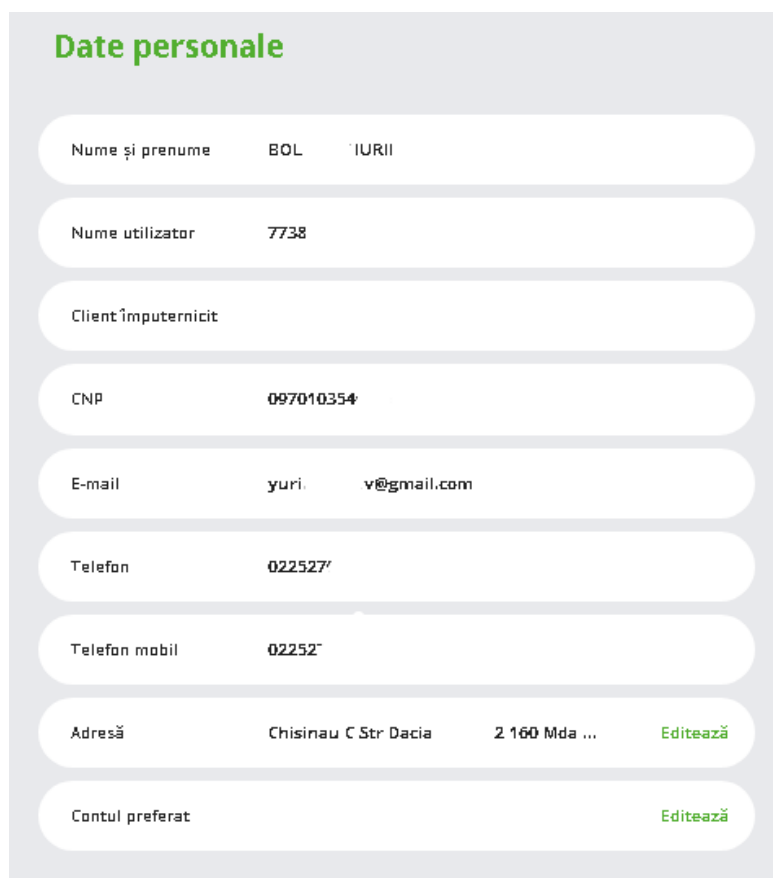 Date personale
Nume și prenume BOL IURII
Nume utilizator 7738
Client împuternicit
CNP 097010354
E-mail yuri. v@gmail.com
Telefon 022527
Telefon mobil 02252
Adresă Chisinau C Str Dacia 2 160 Mda ... Editează
Contul preferat Editează